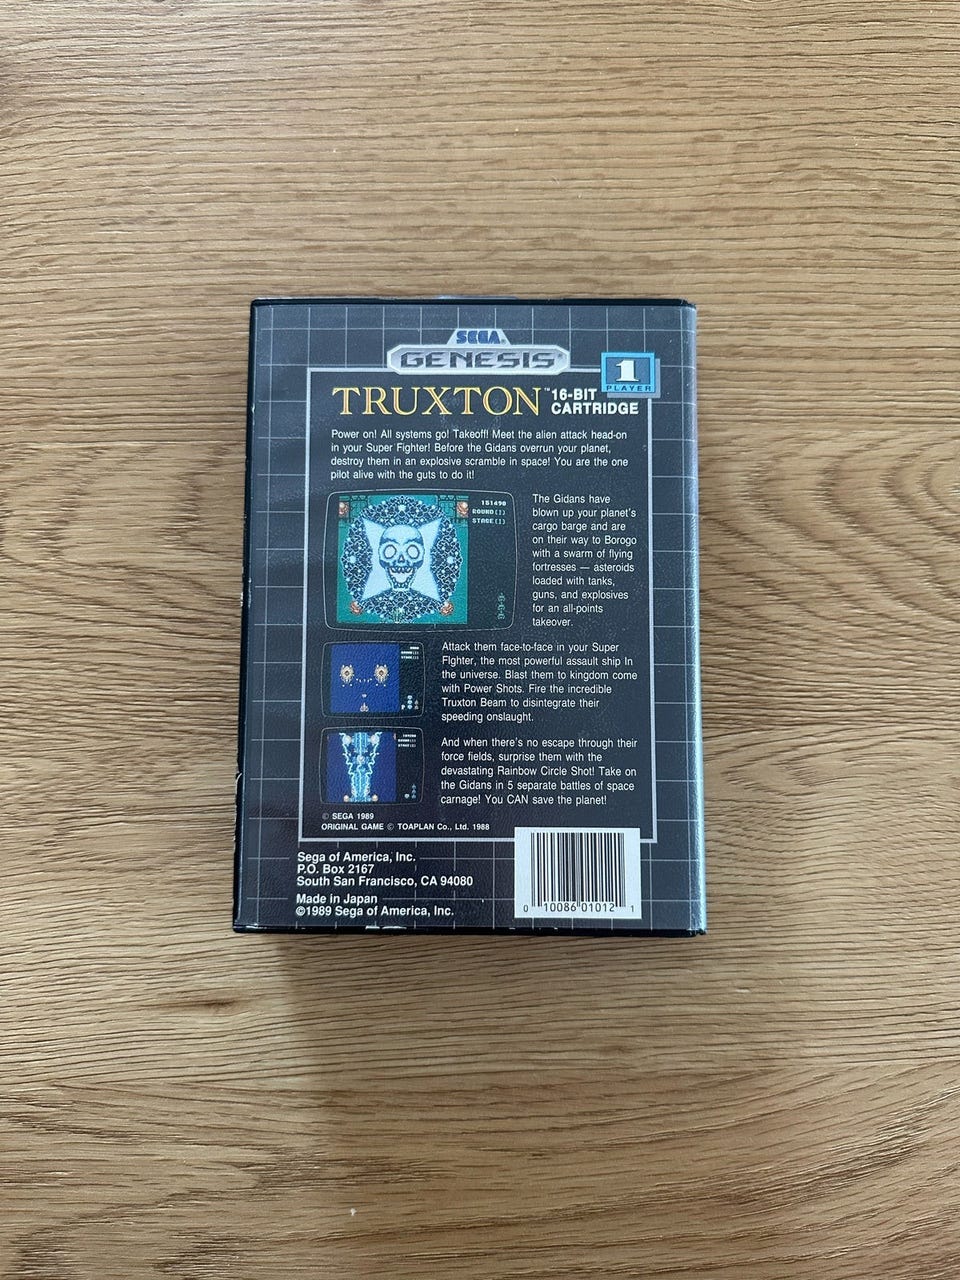 SEGA
GENESIS
1
PLAYER
TRUXTON™ 16-BIT
CARTRIDGE
Power on! All systems go! Takeoff! Meet the alien attack head-on
in your Super Fighter! Before the Gidans overrun your planet,
destroy them in an explosive scramble in space! You are the one
pilot alive with the guts to do it!
151490
ROUND(1)
STAGE(1)
The Gidans have
blown up your planet's
cargo barge and are
on their way to Borogo
with a swarm of flying
fortresses — asteroids
loaded with tanks,
guns, and explosives
for an all-points
takeover.
Attack them face-to-face in your Super
FIghter, the most powerful assault ship In
the universe. Blast them to kingdom come
with Power Shots. Fire the incredible
Truxton Beam to disintegrate their
speeding onslaught.
And when there's no escape through their
force fields, surprise them with the
devastating Rainbow Circle Shot! Take on
the Gidans in 5 separate battles of space
carnage! You CAN save the planet!
© SEGA 1989
ORIGINAL GAME © TOAPLAN Co., Ltd. 1988
Sega of America, Inc.
P.O. Box 2167
South San Francisco, CA 94080
Made in Japan
©1989 Sega of America, Inc.
0 10086 01012 1